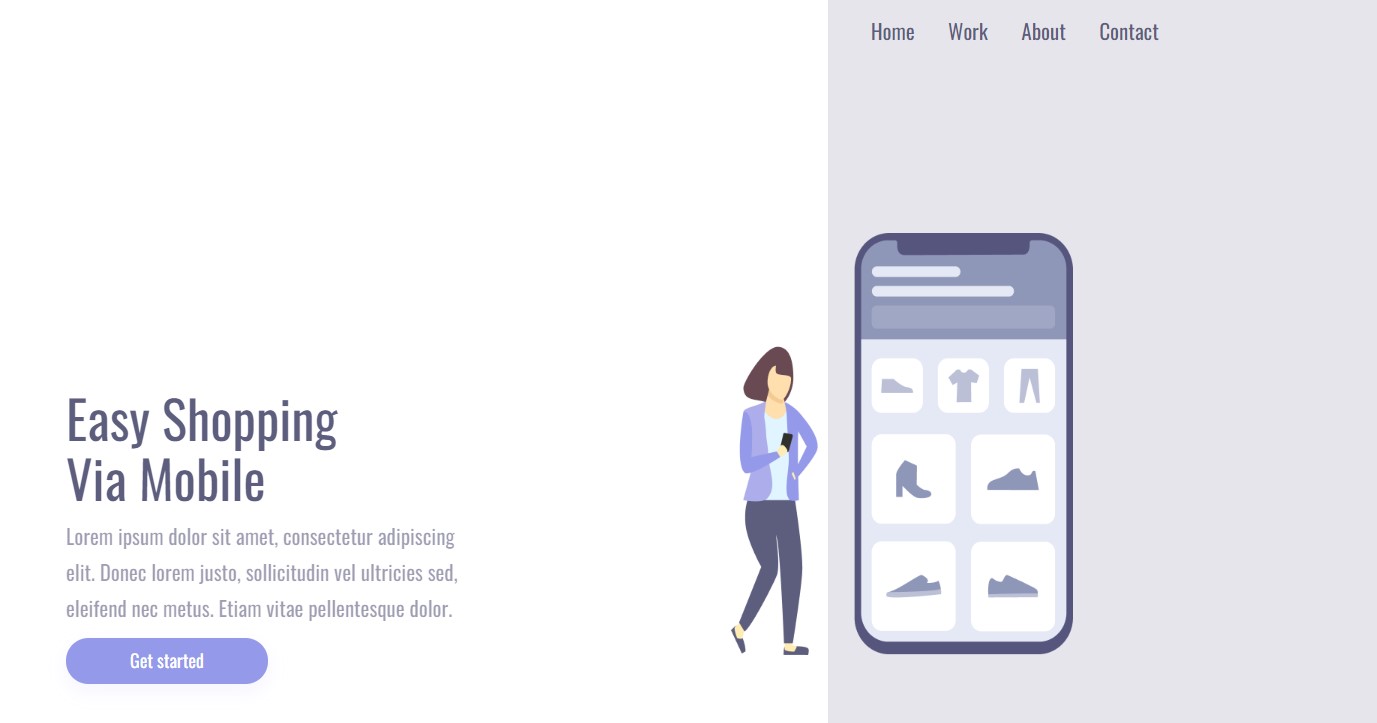 Home Work About Contact
Easy Shopping
Via Mobile
Lorem ipsum dolor sit amet, consectetur adipiscing
elit. Donec lorem justo, sollicitudin vel ultricies sed,
eleifend nec metus. Etiam vitae pellentesque dolor.
Get started